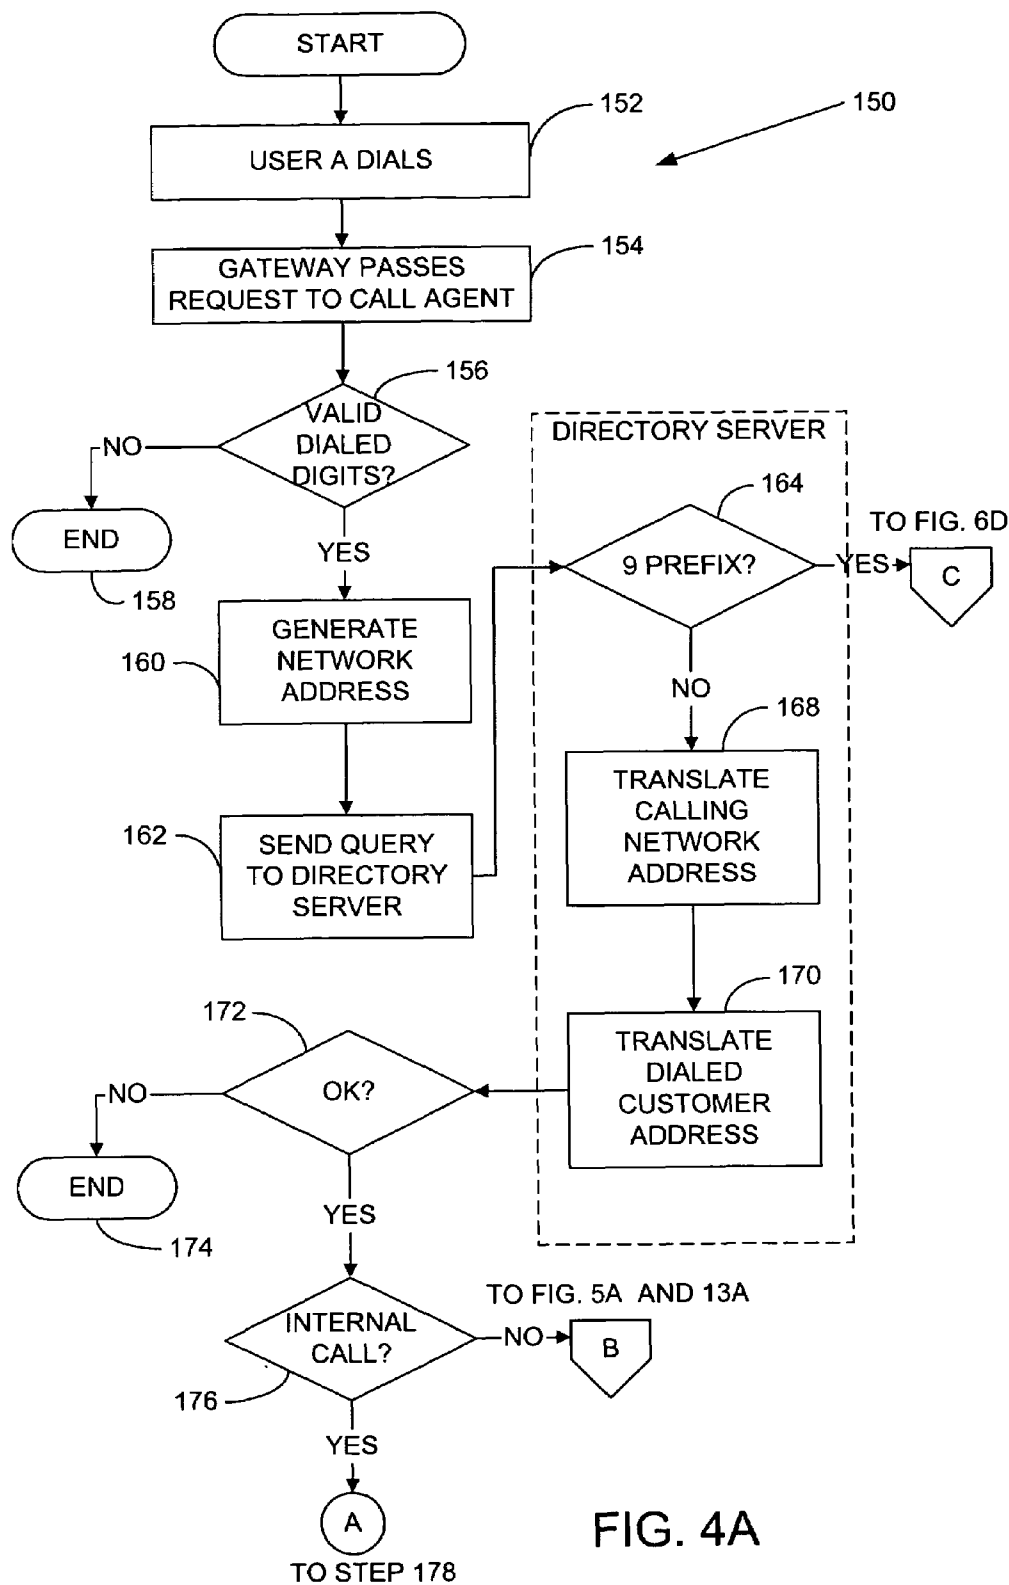 START
152
150
USER A DIALS
154
GATEWAY PASSES
REQUEST TO CALL AGENT
156
VALID
DIALED
DIGITS?
NO
END
158
YES
DIRECTORY SERVER
164
TO FIG. 6D
9 PREFIX?
YES
C
GENERATE
NETWORK
ADDRESS
160
NO
168
TRANSLATE
CALLING
NETWORK
ADDRESS
162
SEND QUERY
TO DIRECTORY
SERVER
170
TRANSLATE
DIALED
CUSTOMER
ADDRESS
172
OK?
NO
END
174
YES
TO FIG. 5A AND 13A
INTERNAL
CALL?
NO
B
176
YES
A
TO STEP 178
FIG. 4A